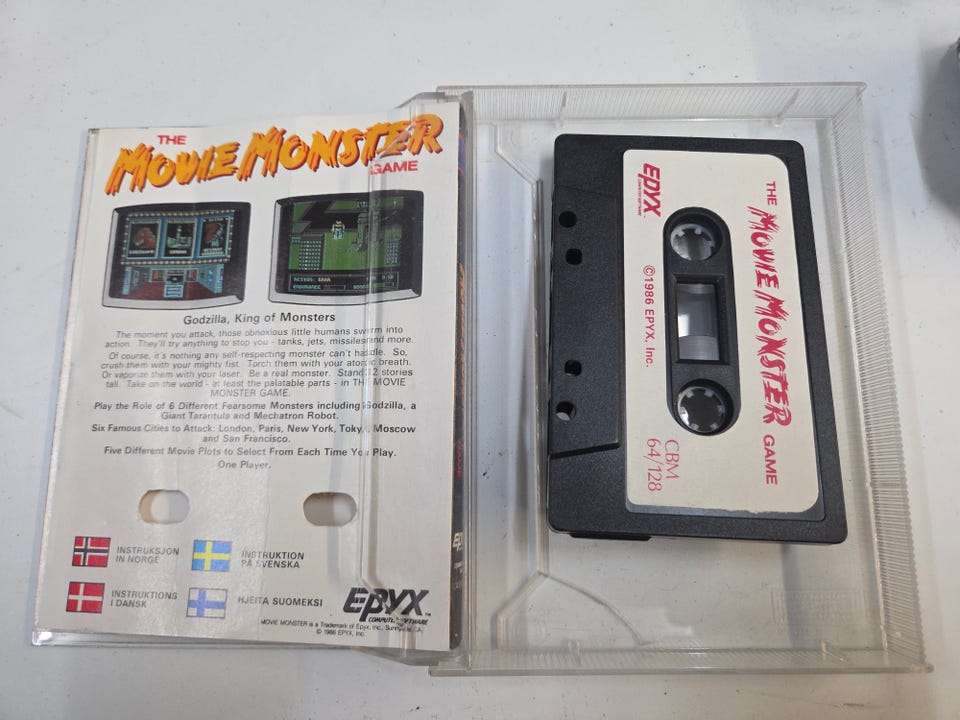 THE
MOVIE MONSTER
GAME
Godzilla, King of Monsters
The moment you attack, those obnoxious little humans swarm into
action. They'll try anything to stop you - tanks, jets, missiles and more.
Of course, it's nothing any self-respecting monster can't handle. So,
crush them with your mighty fist. Torch them with your atomic breath.
Or vaporize them with your laser. Be a real monster. Stand 32 stories
tall. Take on the world - at least the palatable parts - in THE MOVIE
MONSTER GAME.
Play the Role of 6 Different Fearsome Monsters including Godzilla, a
Giant Tarantula and Mechatron Robot.
Six Famous Cities to Attack: London, Paris, New York, Tokyo, Moscow
and San Francisco.
Five Different Movie Plots to Select From Each Time You Play.
One Player.
INSTRUKSJON
IN NORGE
INSTRUKTION
PÅ SVENSKA
INSTRUKTIONS
I DANSK
HJEITA SUOMEKSI
EPYX
COMPUTER SOFTWARE
MOVIE MONSTER is a Trademark of Epyx, Inc., Sunnyvale, CA.
© 1986 EPYX, Inc.
THE MOVIE MONSTER GAME
EPYX
COMPUTER SOFTWARE
©1986 EPYX, Inc.
CBM
64/128